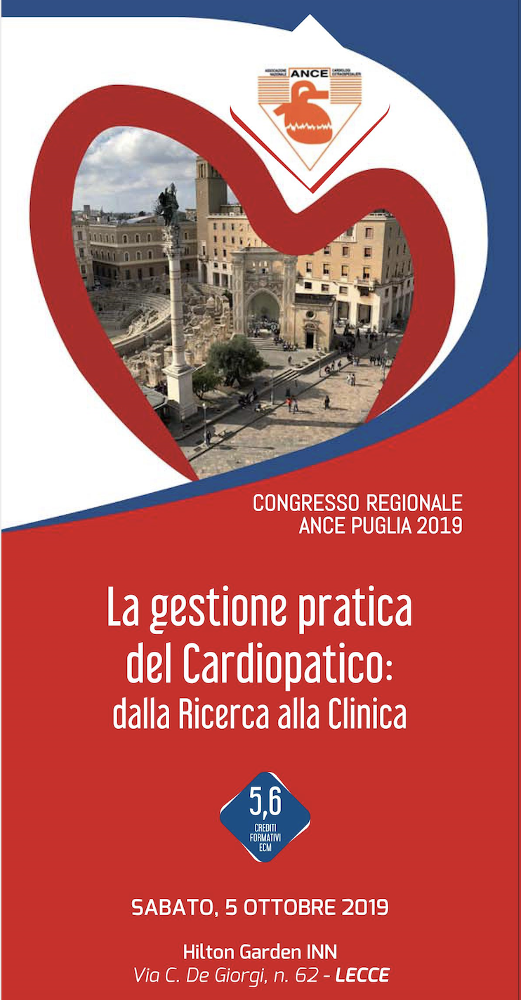 ASSOCIAZIONE
NAZIONALE
ANCE
CARDIOLOGI
EXTRAOSPEDALIERI
CONGRESSO REGIONALE
ANCE PUGLIA 2019
La gestione pratica
del Cardiopatico:
dalla Ricerca alla Clinica
5,6
CREDITI
FORMATIVI
ECM
SABATO, 5 OTTOBRE 2019
Hilton Garden INN
Via C. De Giorgi, n. 62 - LECCE